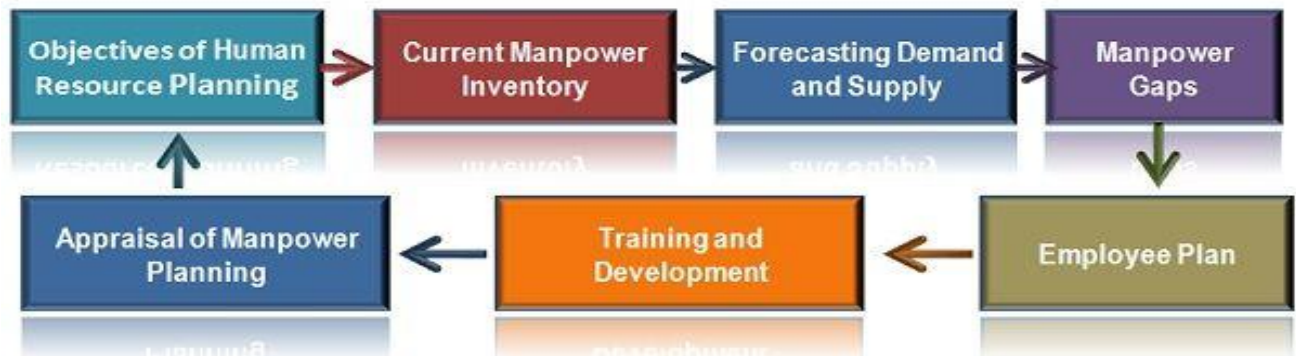 Objectives of Human
Resource Planning
Current Manpower
Inventory
Forecasting Demand
and Supply
Manpower
Gaps
Employee Plan
Training and
Development
Appraisal of Manpower
Planning